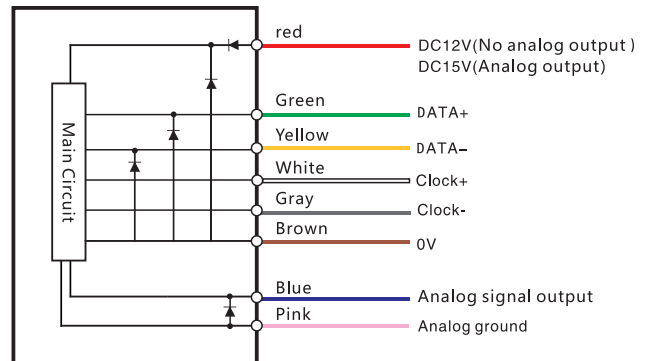 red
DC12V(No analog output )
DC15V(Analog output)
Green
DATA+
Yellow
DATA-
White
Clock+
Gray
Clock-
Brown
0V
Main Circuit
Blue
Analog signal output
Pink
Analog ground